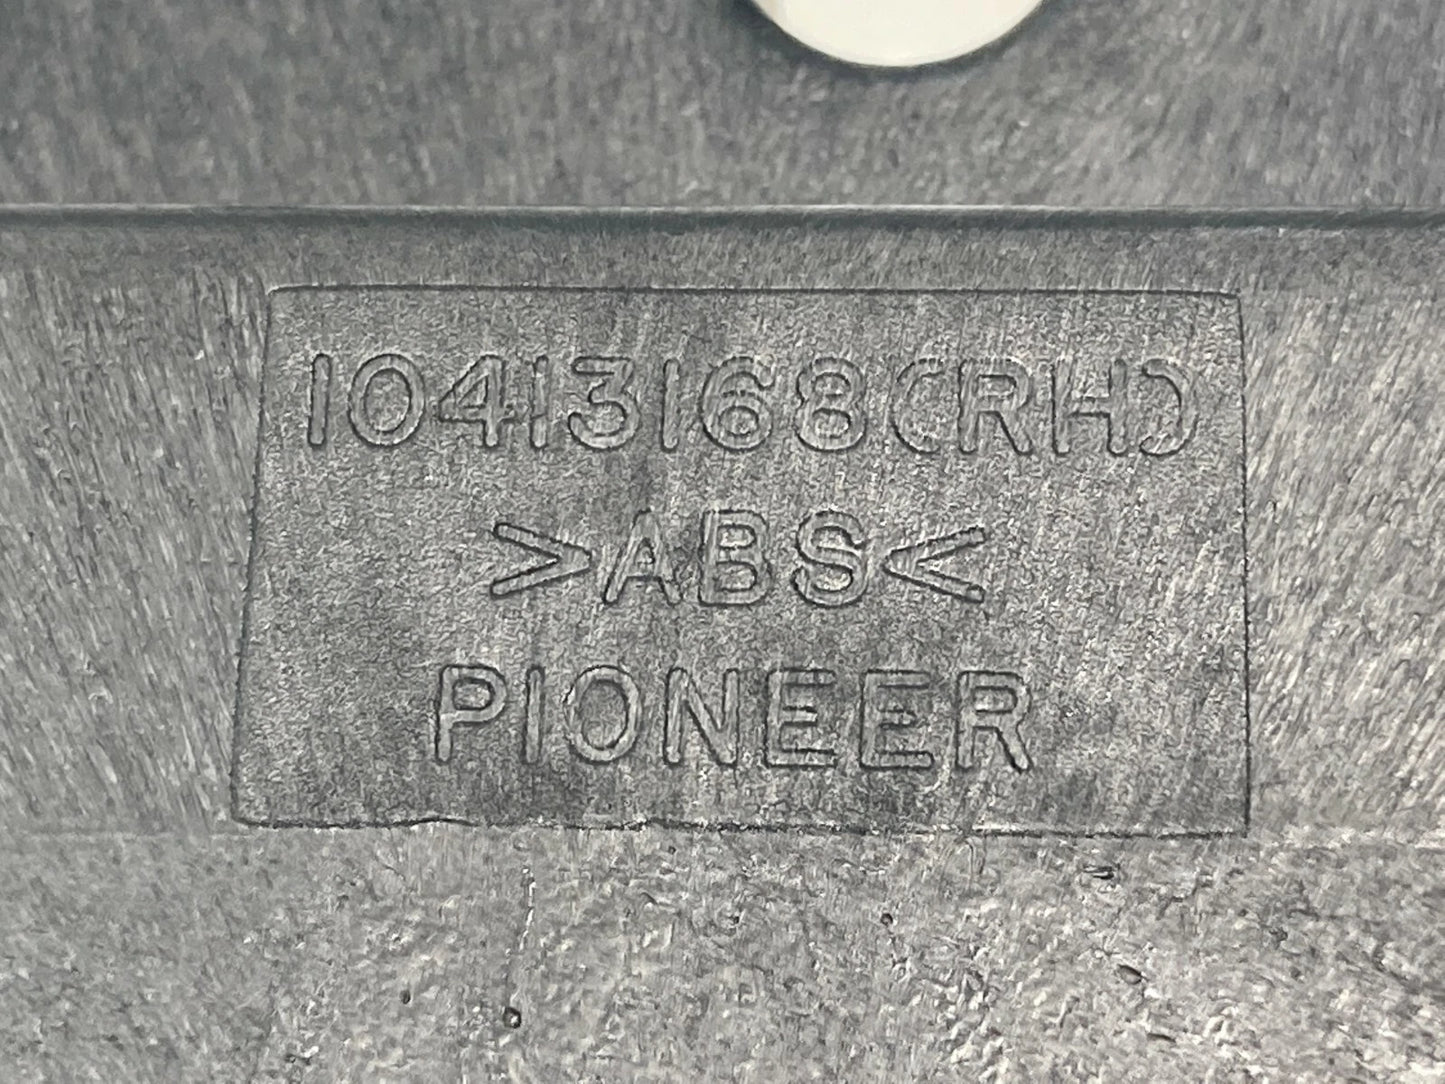 10413168(RH)
>ABS<
PIONEER